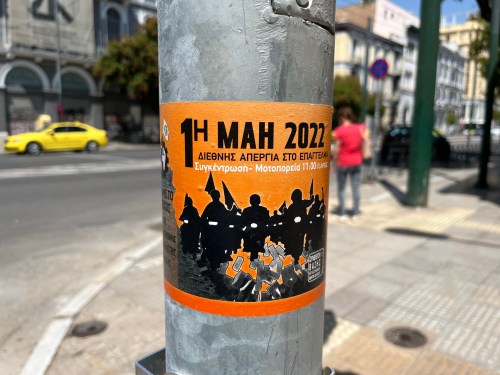 1Η ΜΑΗ 2022
ΔΙΕΘΝΗΣ ΑΠΕΡΓΙΑ ΣΤΟ ΕΠΑΓΓΕΛΜΑ
Συγκέντρωση- Μοτοπορεία 11:00